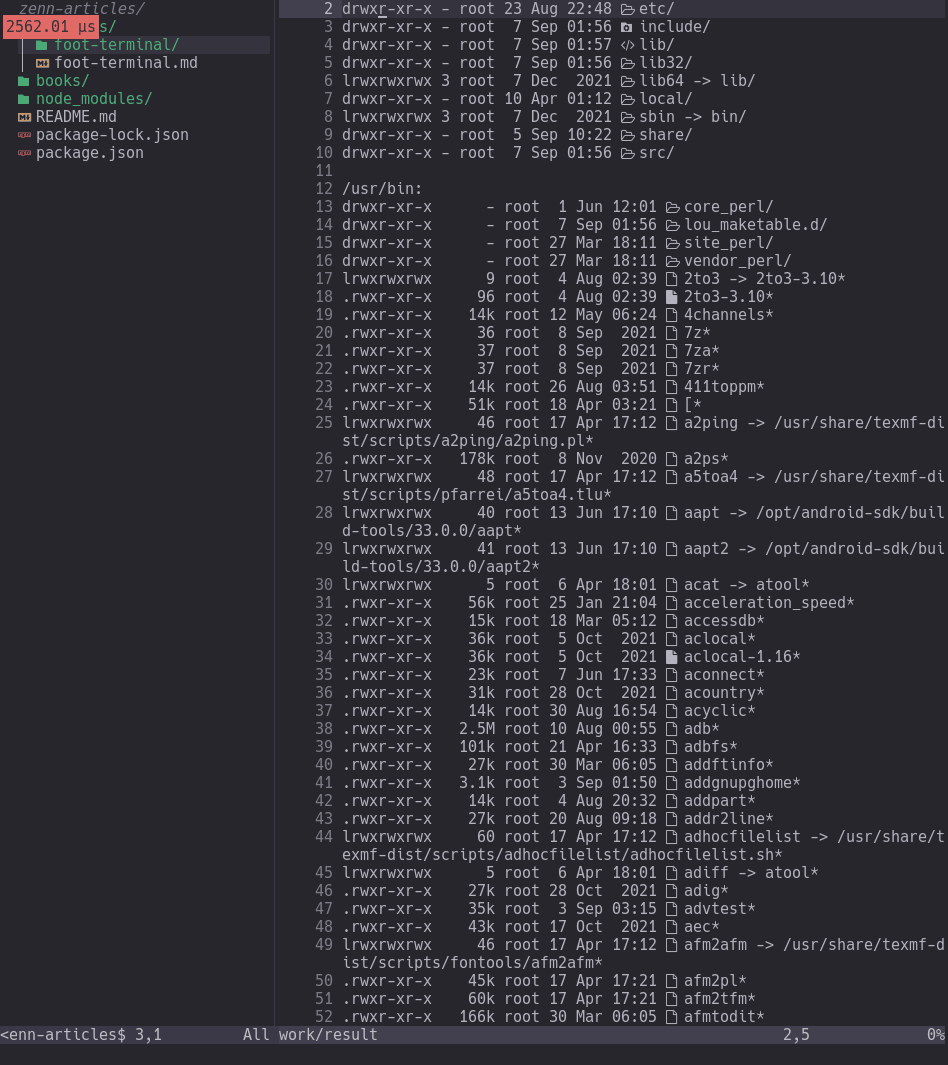 zenn-articles/
2562.01 µs s/
foot-terminal/
foot-terminal.md
books/
node_modules/
README.md
package-lock.json
package.json
<enn-articles$ 3,1 All
2 drwxr-xr-x - root 23 Aug 22:48 etc/
3 drwxr-xr-x - root 7 Sep 01:56 include/
4 drwxr-xr-x - root 7 Sep 01:57 </> lib/
5 drwxr-xr-x - root 7 Sep 01:56 lib32/
6 lrwxrwxrwx 3 root 7 Dec 2021 lib64 -> lib/
7 drwxr-xr-x - root 10 Apr 01:12 local/
8 lrwxrwxrwx 3 root 7 Dec 2021 sbin -> bin/
9 drwxr-xr-x - root 5 Sep 10:22 share/
10 drwxr-xr-x - root 7 Sep 01:56 src/
11
12 /usr/bin:
13 drwxr-xr-x - root 1 Jun 12:01 core_perl/
14 drwxr-xr-x - root 7 Sep 01:56 lou_maketable.d/
15 drwxr-xr-x - root 27 Mar 18:11 site_perl/
16 drwxr-xr-x - root 27 Mar 18:11 vendor_perl/
17 lrwxrwxrwx 9 root 4 Aug 02:39 2to3 -> 2to3-3.10*
18 .rwxr-xr-x 96 root 4 Aug 02:39 2to3-3.10*
19 .rwxr-xr-x 14k root 12 May 06:24 4channels*
20 .rwxr-xr-x 36 root 8 Sep 2021 7z*
21 .rwxr-xr-x 37 root 8 Sep 2021 7za*
22 .rwxr-xr-x 37 root 8 Sep 2021 7zr*
23 .rwxr-xr-x 14k root 26 Aug 03:51 411toppm*
24 .rwxr-xr-x 51k root 18 Apr 03:21 [*
25 lrwxrwxrwx 46 root 17 Apr 17:12 a2ping -> /usr/share/texmf-di
st/scripts/a2ping/a2ping.pl*
26 .rwxr-xr-x 178k root 8 Nov 2020 a2ps*
27 lrwxrwxrwx 48 root 17 Apr 17:12 a5toa4 -> /usr/share/texmf-di
st/scripts/pfarrei/a5toa4.tlu*
28 lrwxrwxrwx 40 root 13 Jun 17:10 aapt -> /opt/android-sdk/buil
d-tools/33.0.0/aapt*
29 lrwxrwxrwx 41 root 13 Jun 17:10 aapt2 -> /opt/android-sdk/bui
ld-tools/33.0.0/aapt2*
30 lrwxrwxrwx 5 root 6 Apr 18:01 acat -> atool*
31 .rwxr-xr-x 56k root 25 Jan 21:04 acceleration_speed*
32 .rwxr-xr-x 15k root 18 Mar 05:12 accessdb*
33 .rwxr-xr-x 36k root 5 Oct 2021 aclocal*
34 .rwxr-xr-x 36k root 5 Oct 2021 aclocal-1.16*
35 .rwxr-xr-x 23k root 7 Jun 17:33 aconnect*
36 .rwxr-xr-x 31k root 28 Oct 2021 acountry*
37 .rwxr-xr-x 14k root 30 Aug 16:54 acyclic*
38 .rwxr-xr-x 2.5M root 10 Aug 00:55 adb*
39 .rwxr-xr-x 101k root 21 Apr 16:33 adbfs*
40 .rwxr-xr-x 27k root 30 Mar 06:05 addftinfo*
41 .rwxr-xr-x 3.1k root 3 Sep 01:50 addgnupghome*
42 .rwxr-xr-x 14k root 4 Aug 20:32 addpart*
43 .rwxr-xr-x 27k root 20 Aug 09:18 addr2line*
44 lrwxrwxrwx 60 root 17 Apr 17:12 adhocfilelist -> /usr/share/t
exmf-dist/scripts/adhocfilelist/adhocfilelist.sh*
45 lrwxrwxrwx 5 root 6 Apr 18:01 adiff -> atool*
46 .rwxr-xr-x 27k root 28 Oct 2021 adig*
47 .rwxr-xr-x 35k root 3 Sep 03:15 advtest*
48 .rwxr-xr-x 43k root 17 Oct 2021 aec*
49 lrwxrwxrwx 46 root 17 Apr 17:12 afm2afm -> /usr/share/texmf-d
ist/scripts/fontools/afm2afm*
50 .rwxr-xr-x 45k root 17 Apr 17:21 afm2pl*
51 .rwxr-xr-x 60k root 17 Apr 17:21 afm2tfm*
52 .rwxr-xr-x 166k root 30 Mar 06:05 afmtodit*
work/result 2,5 0%